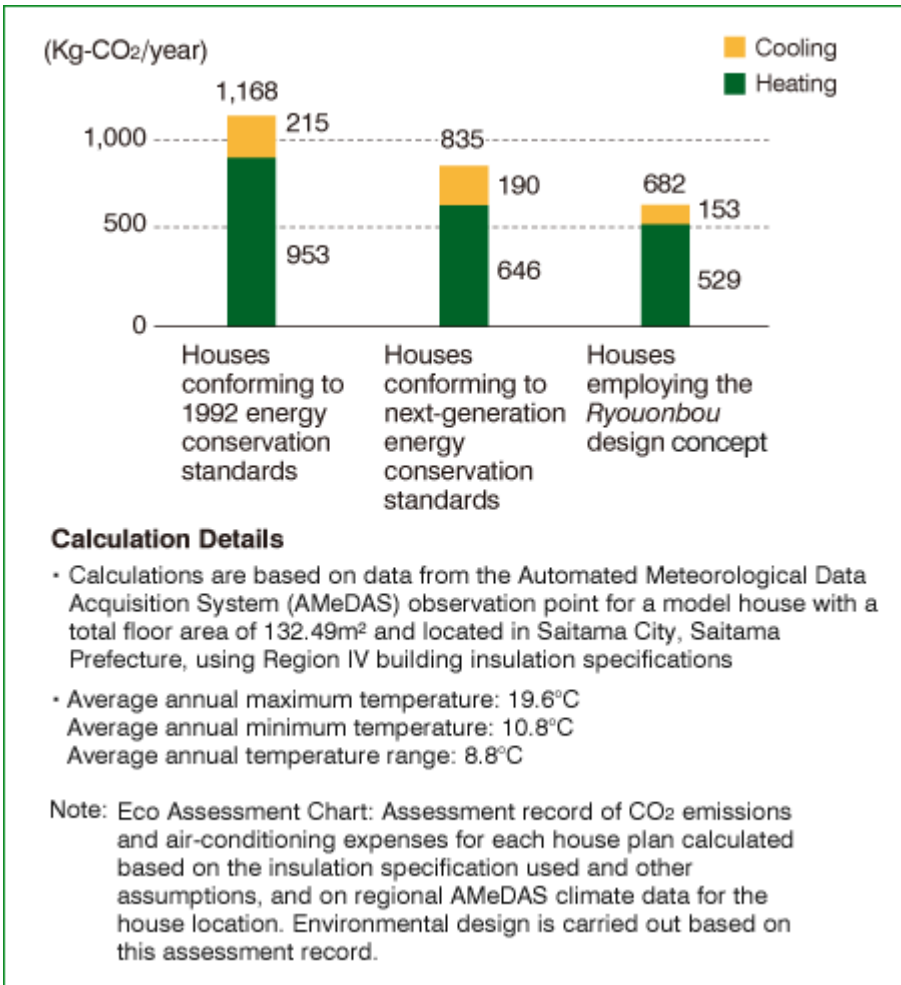 (Kg-CO2/year)
Cooling
Heating
1,168
215
1,000
835
190
682
153
500
953
646
529
0
Houses
conforming to
1992 energy
conservation
standards
Houses
conforming to
next-generation
energy
conservation
standards
Houses
employing the
Ryouonbou
design concept
Calculation Details
・Calculations are based on data from the Automated Meteorological Data
Acquisition System (AMeDAS) observation point for a model house with a
total floor area of 132.49m² and located in Saitama City, Saitama
Prefecture, using Region IV building insulation specifications
・Average annual maximum temperature: 19.6°C
Average annual minimum temperature: 10.8°C
Average annual temperature range: 8.8°C
Note: Eco Assessment Chart: Assessment record of CO2 emissions
and air-conditioning expenses for each house plan calculated
based on the insulation specification used and other
assumptions, and on regional AMeDAS climate data for the
house location. Environmental design is carried out based on
this assessment record.